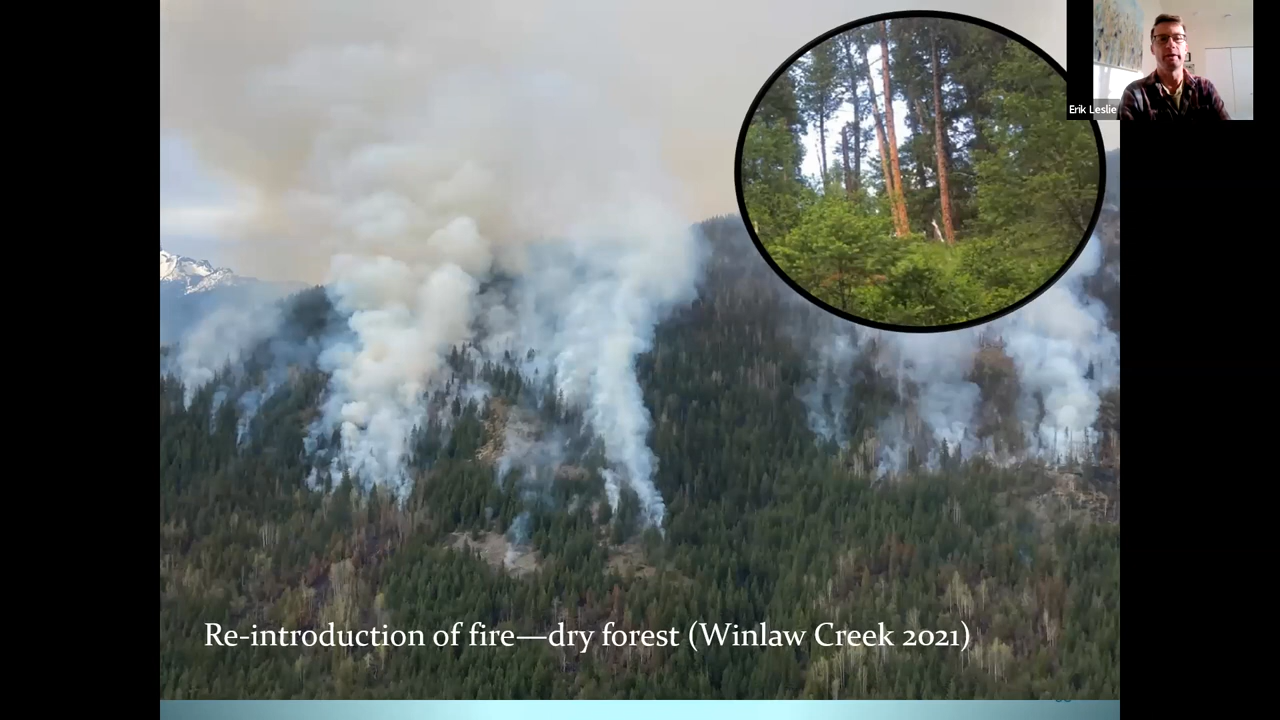 Erik Leslie
Re-introduction of fire—dry forest (Winlaw Creek 2021)